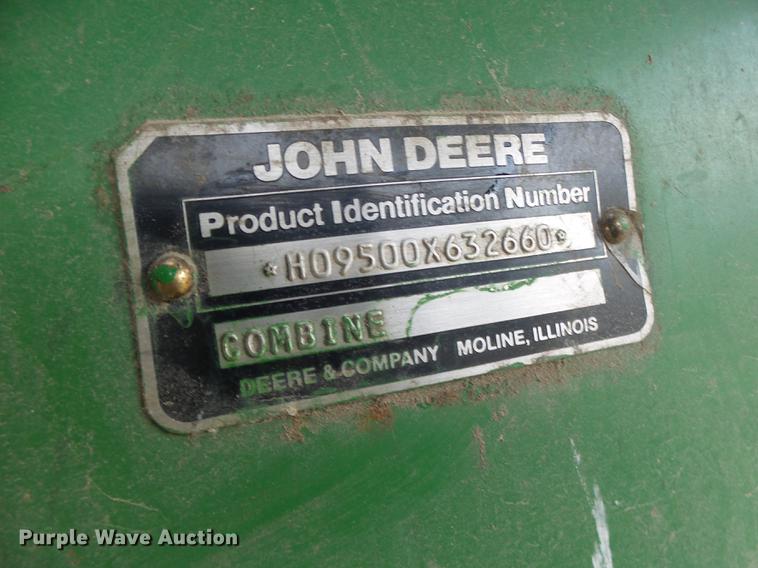 JOHN DEERE
Product Identification Number
*H09500X632660*
COMBINE
DEERE & COMPANY MOLINE, ILLINOIS
Purple Wave Auction